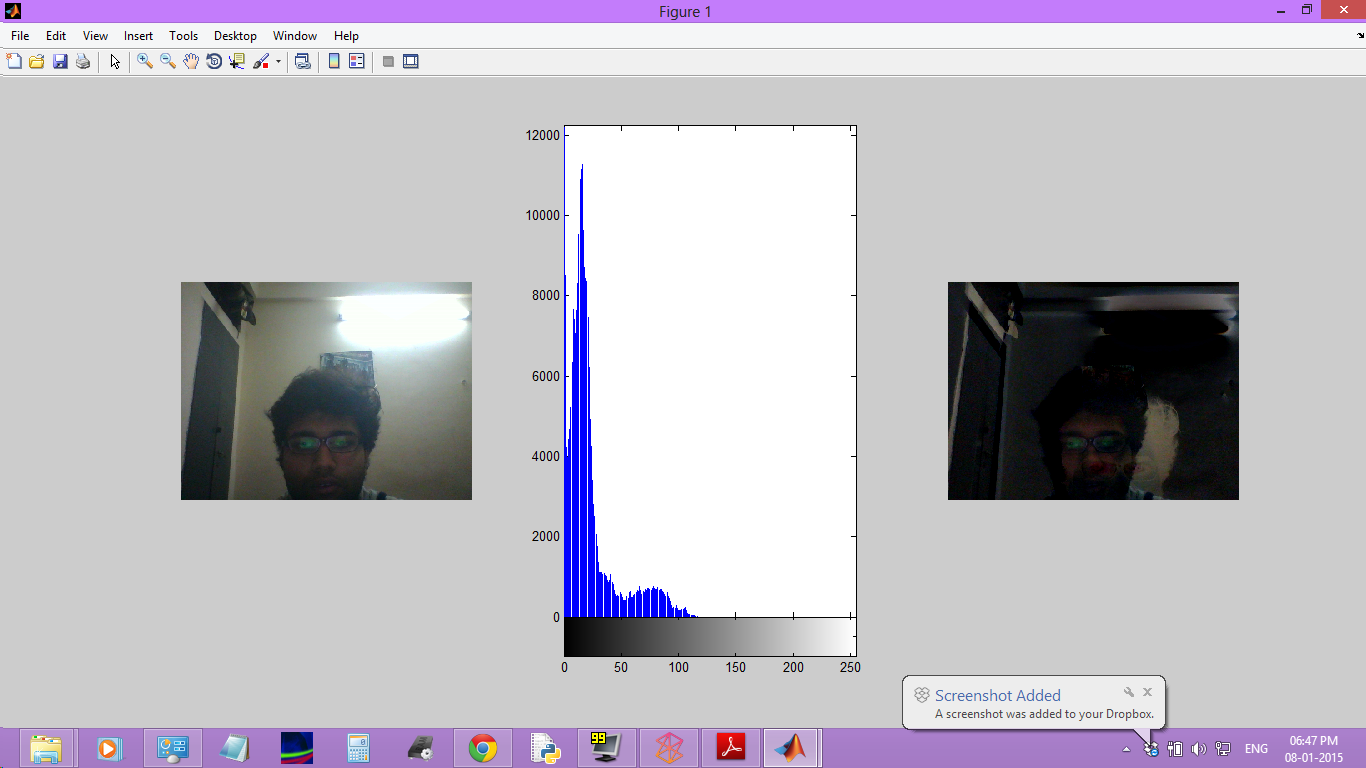 Figure 1
File Edit View Insert Tools Desktop Window Help
12000
10000
8000
6000
4000
2000
0
0 50 100 150 200 250
Screenshot Added
A screenshot was added to your Dropbox.
99
ENG
06:47 PM
08-01-2015